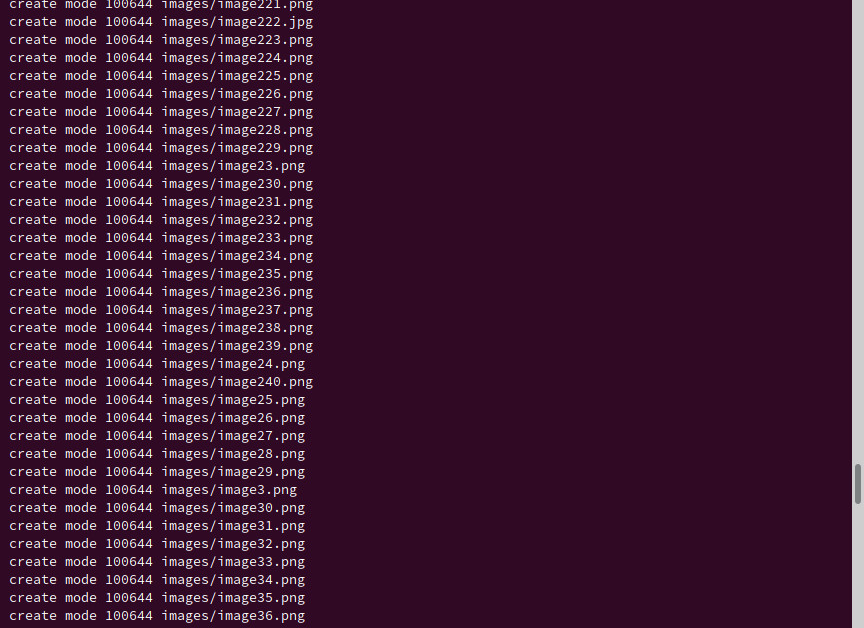 create mode 100644 images/image221.png
create mode 100644 images/image222.jpg
create mode 100644 images/image223.png
create mode 100644 images/image224.png
create mode 100644 images/image225.png
create mode 100644 images/image226.png
create mode 100644 images/image227.png
create mode 100644 images/image228.png
create mode 100644 images/image229.png
create mode 100644 images/image23.png
create mode 100644 images/image230.png
create mode 100644 images/image231.png
create mode 100644 images/image232.png
create mode 100644 images/image233.png
create mode 100644 images/image234.png
create mode 100644 images/image235.png
create mode 100644 images/image236.png
create mode 100644 images/image237.png
create mode 100644 images/image238.png
create mode 100644 images/image239.png
create mode 100644 images/image24.png
create mode 100644 images/image240.png
create mode 100644 images/image25.png
create mode 100644 images/image26.png
create mode 100644 images/image27.png
create mode 100644 images/image28.png
create mode 100644 images/image29.png
create mode 100644 images/image3.png
create mode 100644 images/image30.png
create mode 100644 images/image31.png
create mode 100644 images/image32.png
create mode 100644 images/image33.png
create mode 100644 images/image34.png
create mode 100644 images/image35.png
create mode 100644 images/image36.png